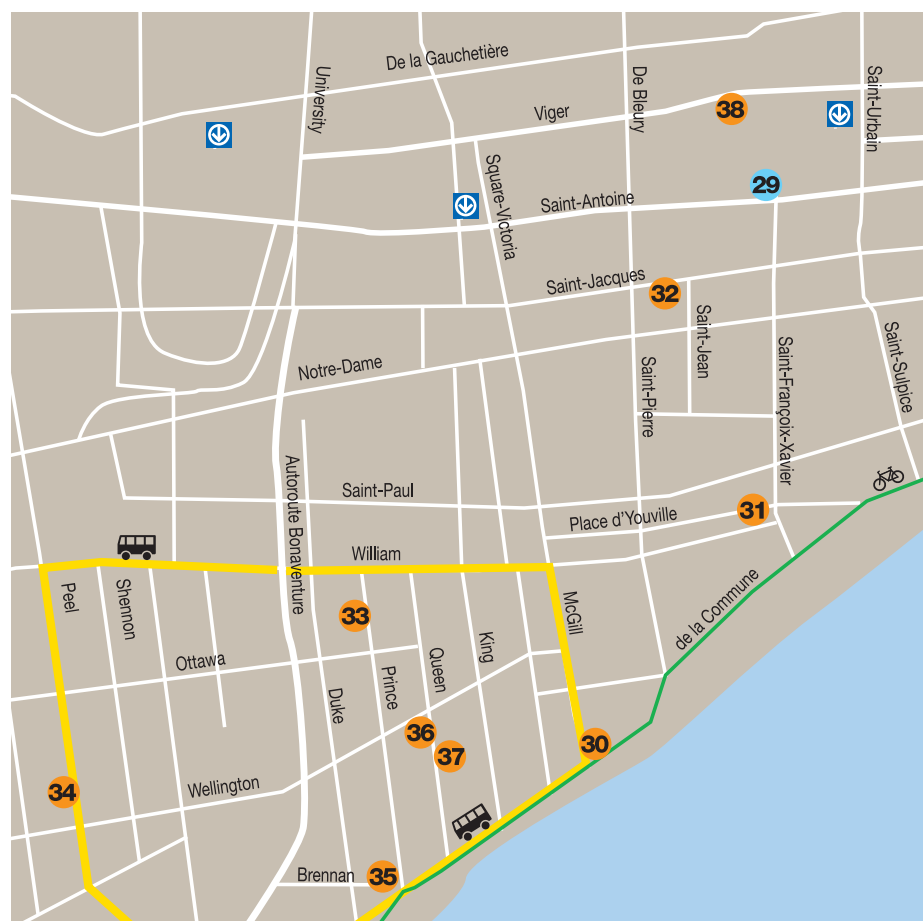 De la Gauchetière
University
De Bleury
Saint-Urbain
Viger
38
29
Square-Victoria
Saint-Antoine
Saint-Jacques
32
Saint-Jean
Saint-Pierre
Saint-François-Xavier
Saint-Sulpice
Notre-Dame
Autoroute Bonaventure
Saint-Paul
Place d'Youville
31
William
Peel
Shennon
33
McGill
de la Commune
Ottawa
Duke
Prince
Queen
King
36
37
30
34
Wellington
Brennan
35